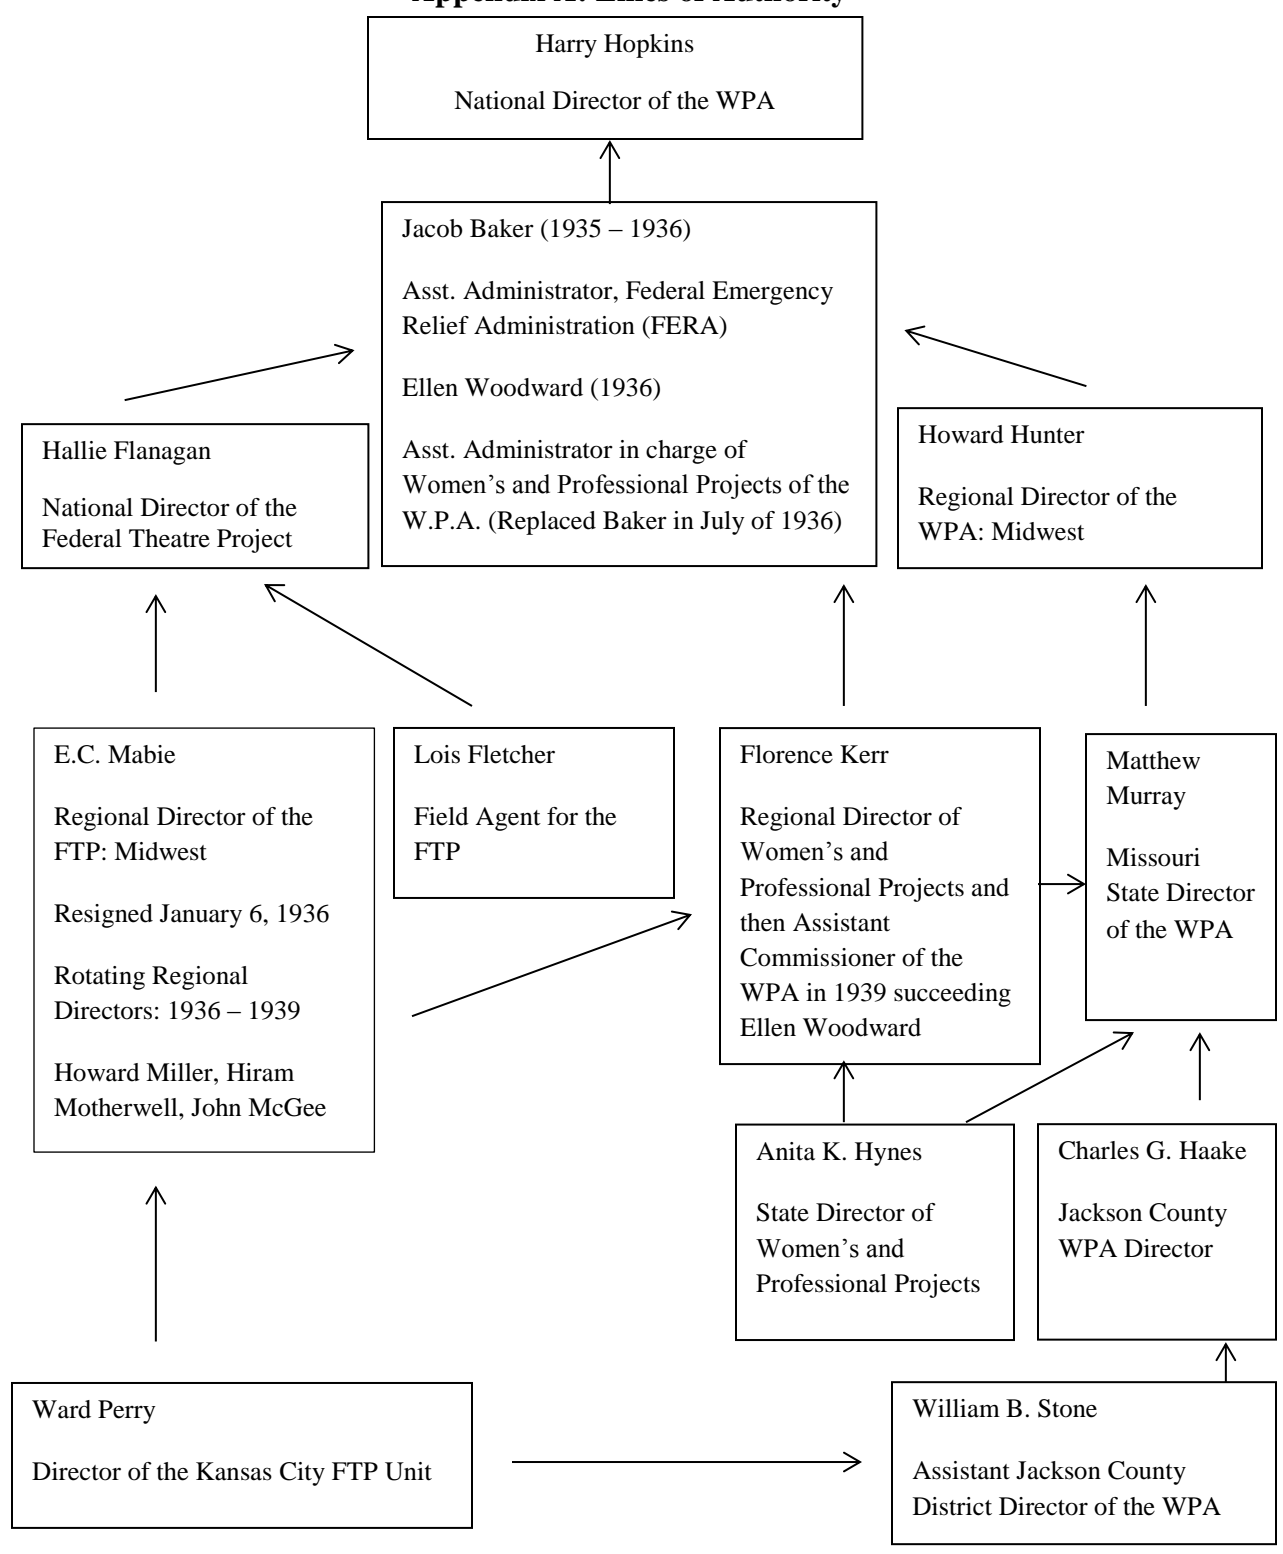 Appendix A: Lines of Authority
Harry Hopkins
National Director of the WPA
Jacob Baker (1935 – 1936)
Asst. Administrator, Federal Emergency
Relief Administration (FERA)
Ellen Woodward (1936)
Asst. Administrator in charge of
Women’s and Professional Projects of the
W.P.A. (Replaced Baker in July of 1936)
Hallie Flanagan
National Director of the
Federal Theatre Project
Howard Hunter
Regional Director of the
WPA: Midwest
E.C. Mabie
Regional Director of the
FTP: Midwest
Resigned January 6, 1936
Rotating Regional
Directors: 1936 – 1939
Howard Miller, Hiram
Motherwell, John McGee
Lois Fletcher
Field Agent for the
FTP
Florence Kerr
Regional Director of
Women’s and
Professional Projects and
then Assistant
Commissioner of the
WPA in 1939 succeeding
Ellen Woodward
Matthew
Murray
Missouri
State Director
of the WPA
Anita K. Hynes
State Director of
Women’s and
Professional Projects
Charles G. Haake
Jackson County
WPA Director
Ward Perry
Director of the Kansas City FTP Unit
William B. Stone
Assistant Jackson County
District Director of the WPA